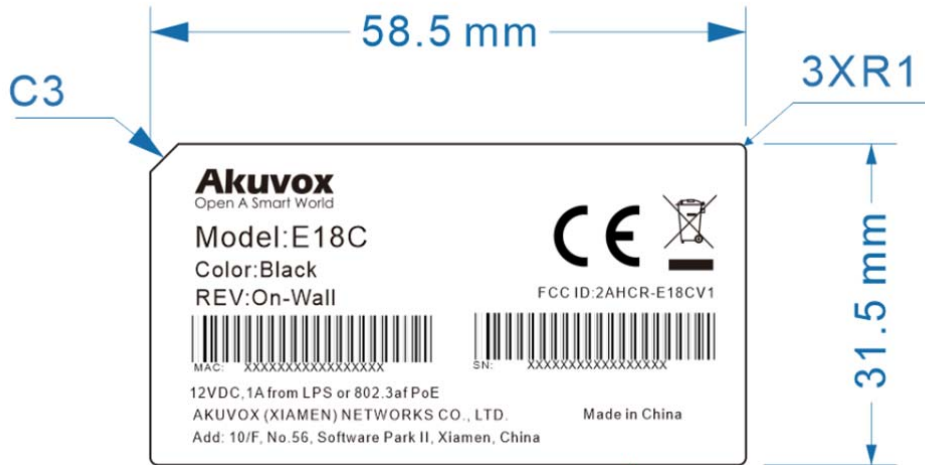 58.5 mm
C3
3XR1
Akuvox
Open A Smart World
Model:E18C
Color:Black
REV:On-Wall
CE
FCC ID:2AHCR-E18CV1
MAC: XXXXXXXXXXXXXXXXX
SN: XXXXXXXXXXXXXXXXX
12VDC,1A from LPS or 802.3af PoE
AKUVOX (XIAMEN) NETWORKS CO., LTD.
Made in China
Add: 10/F, No.56, Software Park II, Xiamen, China
31.5 mm